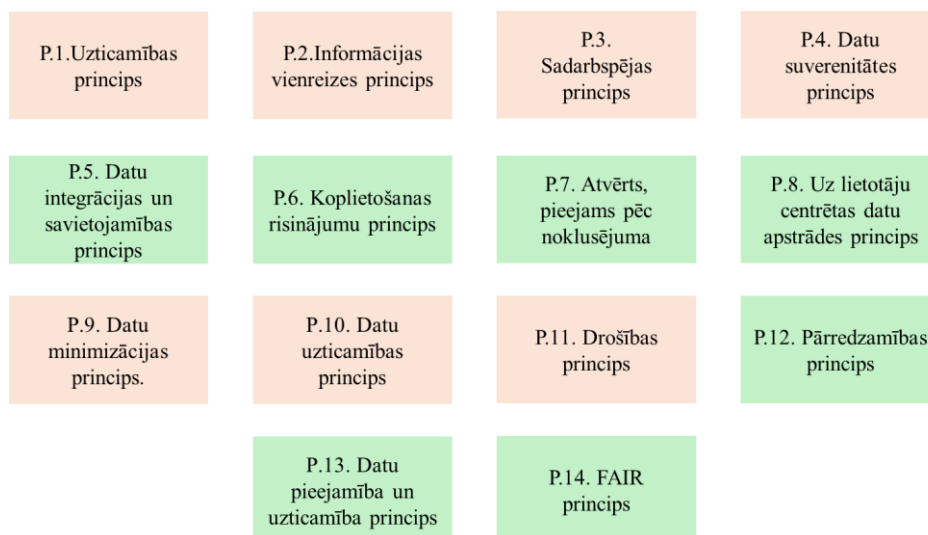 P.1.Uzticamības
princips
P.2.Informācijas
vienreizes princips
P.3.
Sadarbspējas
princips
P.4. Datu
suverenitātes
princips
P.5. Datu
integrācijas un
savietojamības
princips
P.6. Koplietošanas
risinājumu princips
P.7. Atvērts,
pieejams pēc
noklusējuma
P.8. Uz lietotāju
centrētas datu
apstrādes princips
P.9. Datu
minimizācijas
princips.
P.10. Datu
uzticamības
princips
P.11. Drošības
princips
P.12. Pārredzamības
princips
P.13. Datu
pieejamība un
uzticamība princips
P.14. FAIR
princips